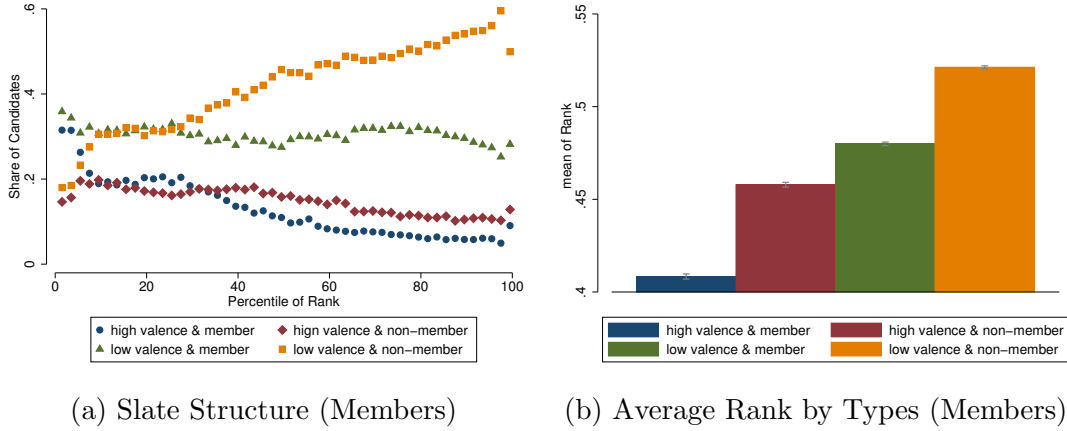 .6
.4
.2
0
Share of Candidates
0 20 40 60 80 100
Percentile of Rank
high valence & member
hign valence & non-member
low valence & member
low valence & non-member
(a) Slate Structure (Members)
.55
.5
.45
.4
mean of Rank
high valence & member
high valence & non-member
low valence & member
low valence & non-member
(b) Average Rank by Types (Members)